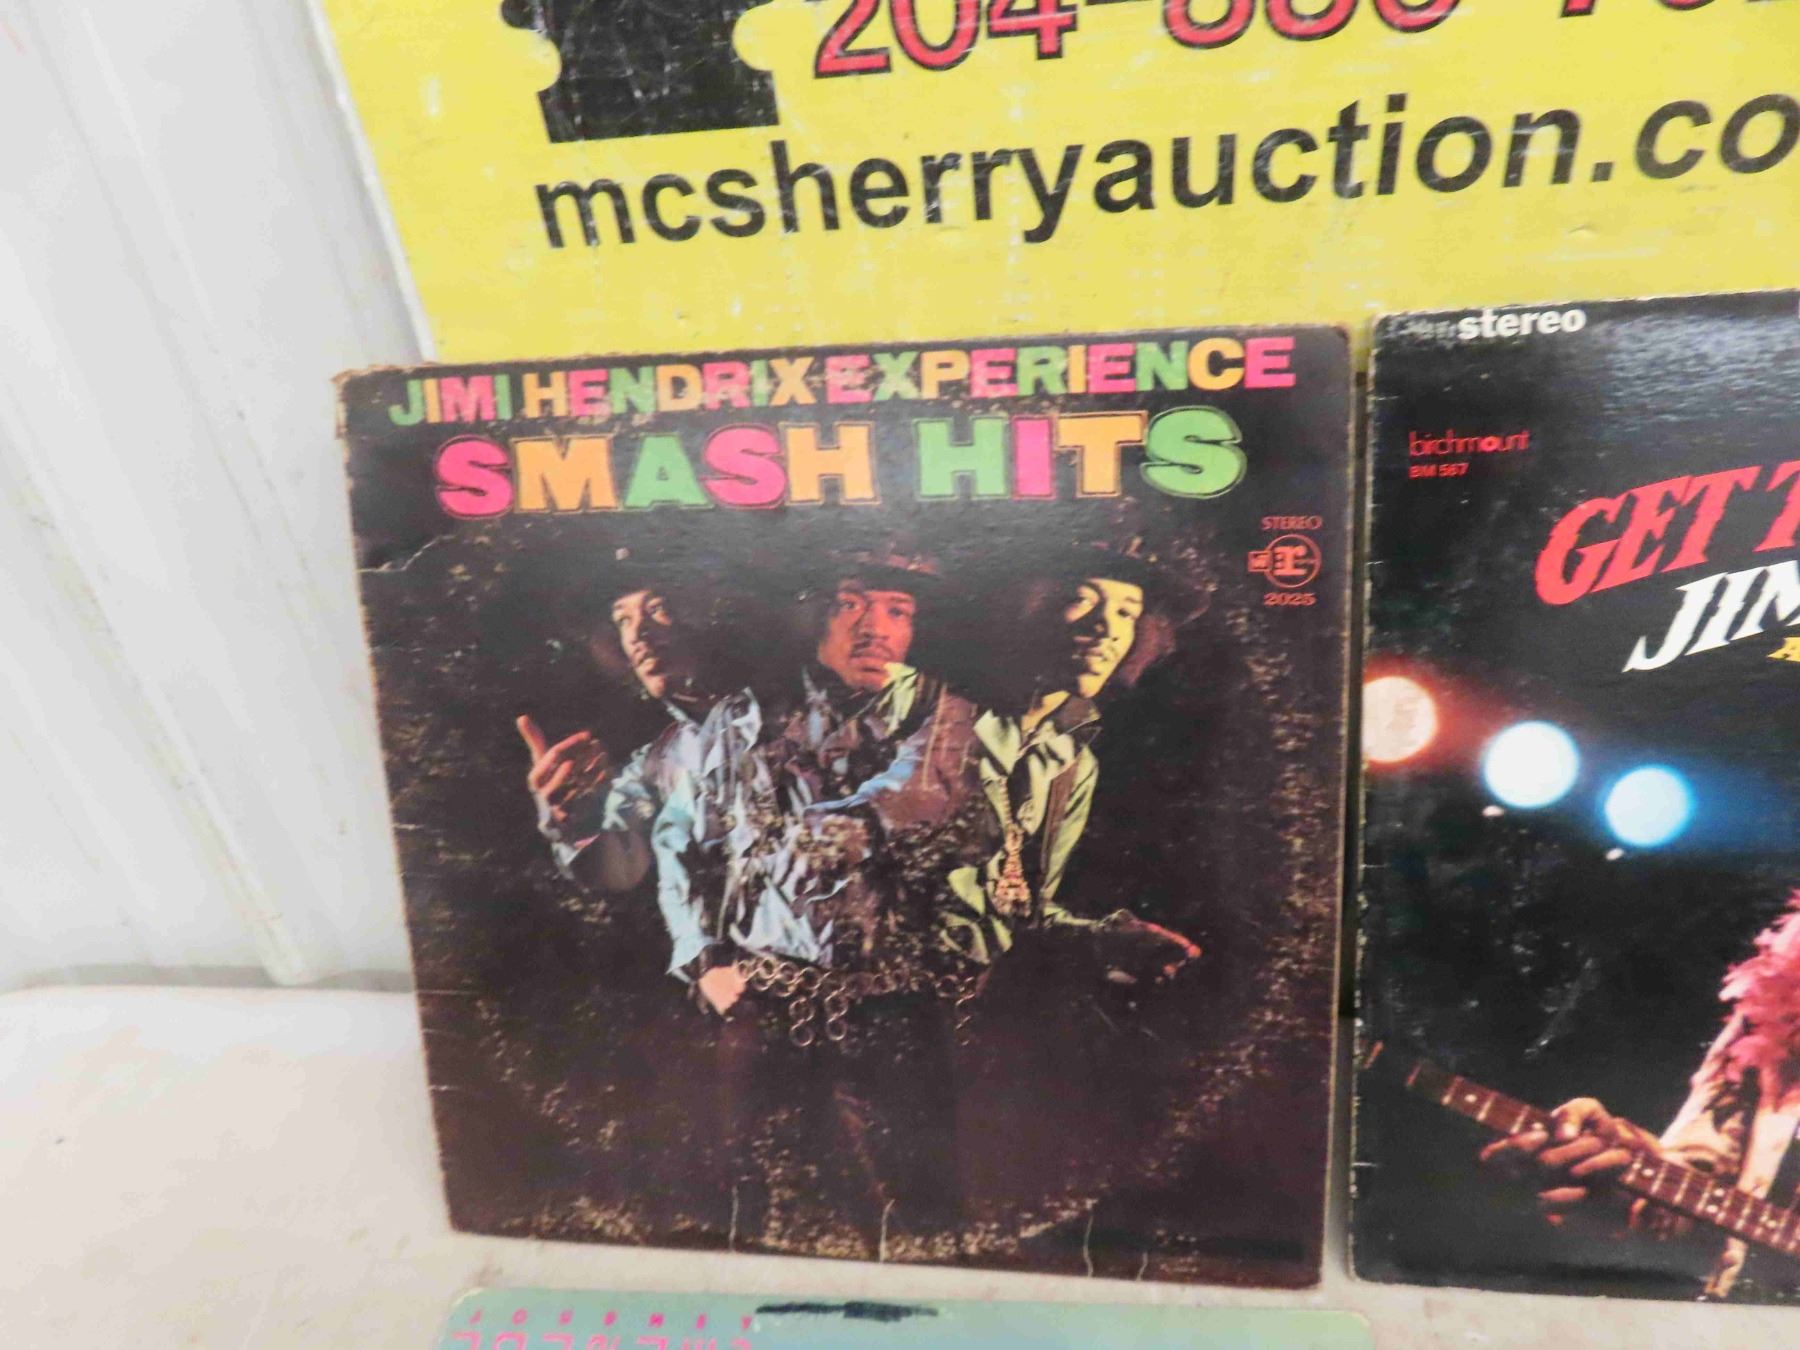 204-
mcsherryauction.co
JIMI HENDRIX EXPERIENCE
SMASH HITS
STEREO
2025
stereo
birchmount
BM 567
GET
JIM